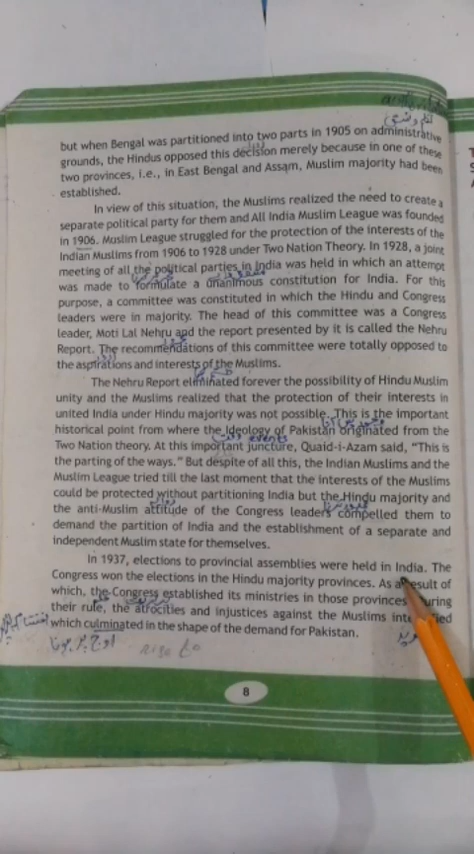 but when Bengal was partitioned into two parts in 1905 on administrative
grounds, the Hindus opposed this decision merely because in one of these
two provinces, i.e., in East Bengal and Assam, Muslim majority had been
established.
In view of this situation, the Muslims realized the need to create a
separate political party for them and All India Muslim League was founded
in 1906. Muslim League struggled for the protection of the interests of the
Indian Muslims from 1906 to 1928 under Two Nation Theory. In 1928, a joint
meeting of all the political parties in India was held in which an attempt
was made to formulate a unanimous constitution for India. For this
purpose, a committee was constituted in which the Hindu and Congress
leaders were in majority. The head of this committee was a Congress
leader, Moti Lal Nehru and the report presented by it is called the Nehru
Report. The recommendations of this committee were totally opposed to
the aspirations and interests of the Muslims.
The Nehru Report eliminated forever the possibility of Hindu Muslim
unity and the Muslims realized that the protection of their interests in
united India under Hindu majority was not possible. This is the important
historical point from where the Ideology of Pakistan originated from the
events
Two Nation theory. At this important juncture, Quaid-i-Azam said, "This is
the parting of the ways." But despite of all this, the Indian Muslims and the
Muslim League tried till the last moment that the interests of the Muslims
could be protected without partitioning India but the Hindu majority and
the anti-Muslim attitude of the Congress leaders compelled them to
demand the partition of India and the establishment of a separate and
independent Muslim state for themselves.
In 1937, elections to provincial assemblies were held in India. The
Congress won the elections in the Hindu majority provinces. As a result of
which, the Congress established its ministries in those provinces. During
their rule, the atrocities and injustices against the Muslims
which culminated in the shape of the demand for Pakistan.
8